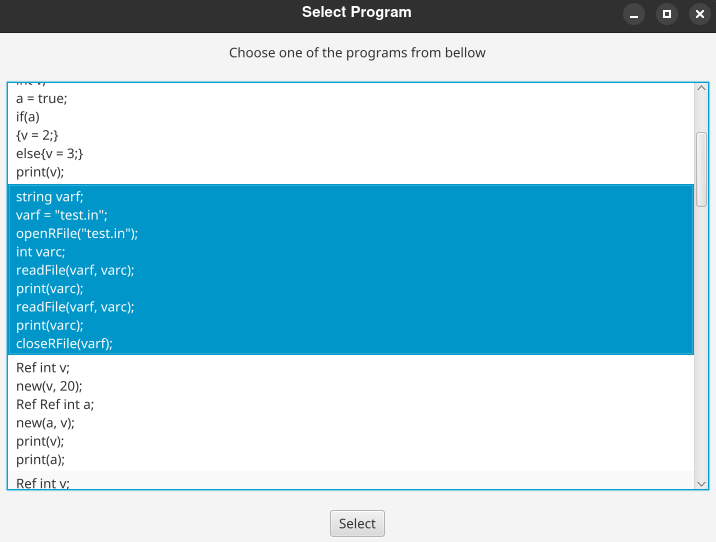 Select Program
Choose one of the programs from bellow
int v;
a = true;
if(a)
{v = 2;}
else{v = 3;}
print(v);
string varf;
varf = "test.in";
openRFile("test.in");
int varc;
readFile(varf, varc);
print(varc);
readFile(varf, varc);
print(varc);
closeRFile(varf);
Ref int v;
new(v, 20);
Ref Ref int a;
new(a, v);
print(v);
print(a);
Ref int v;
Select